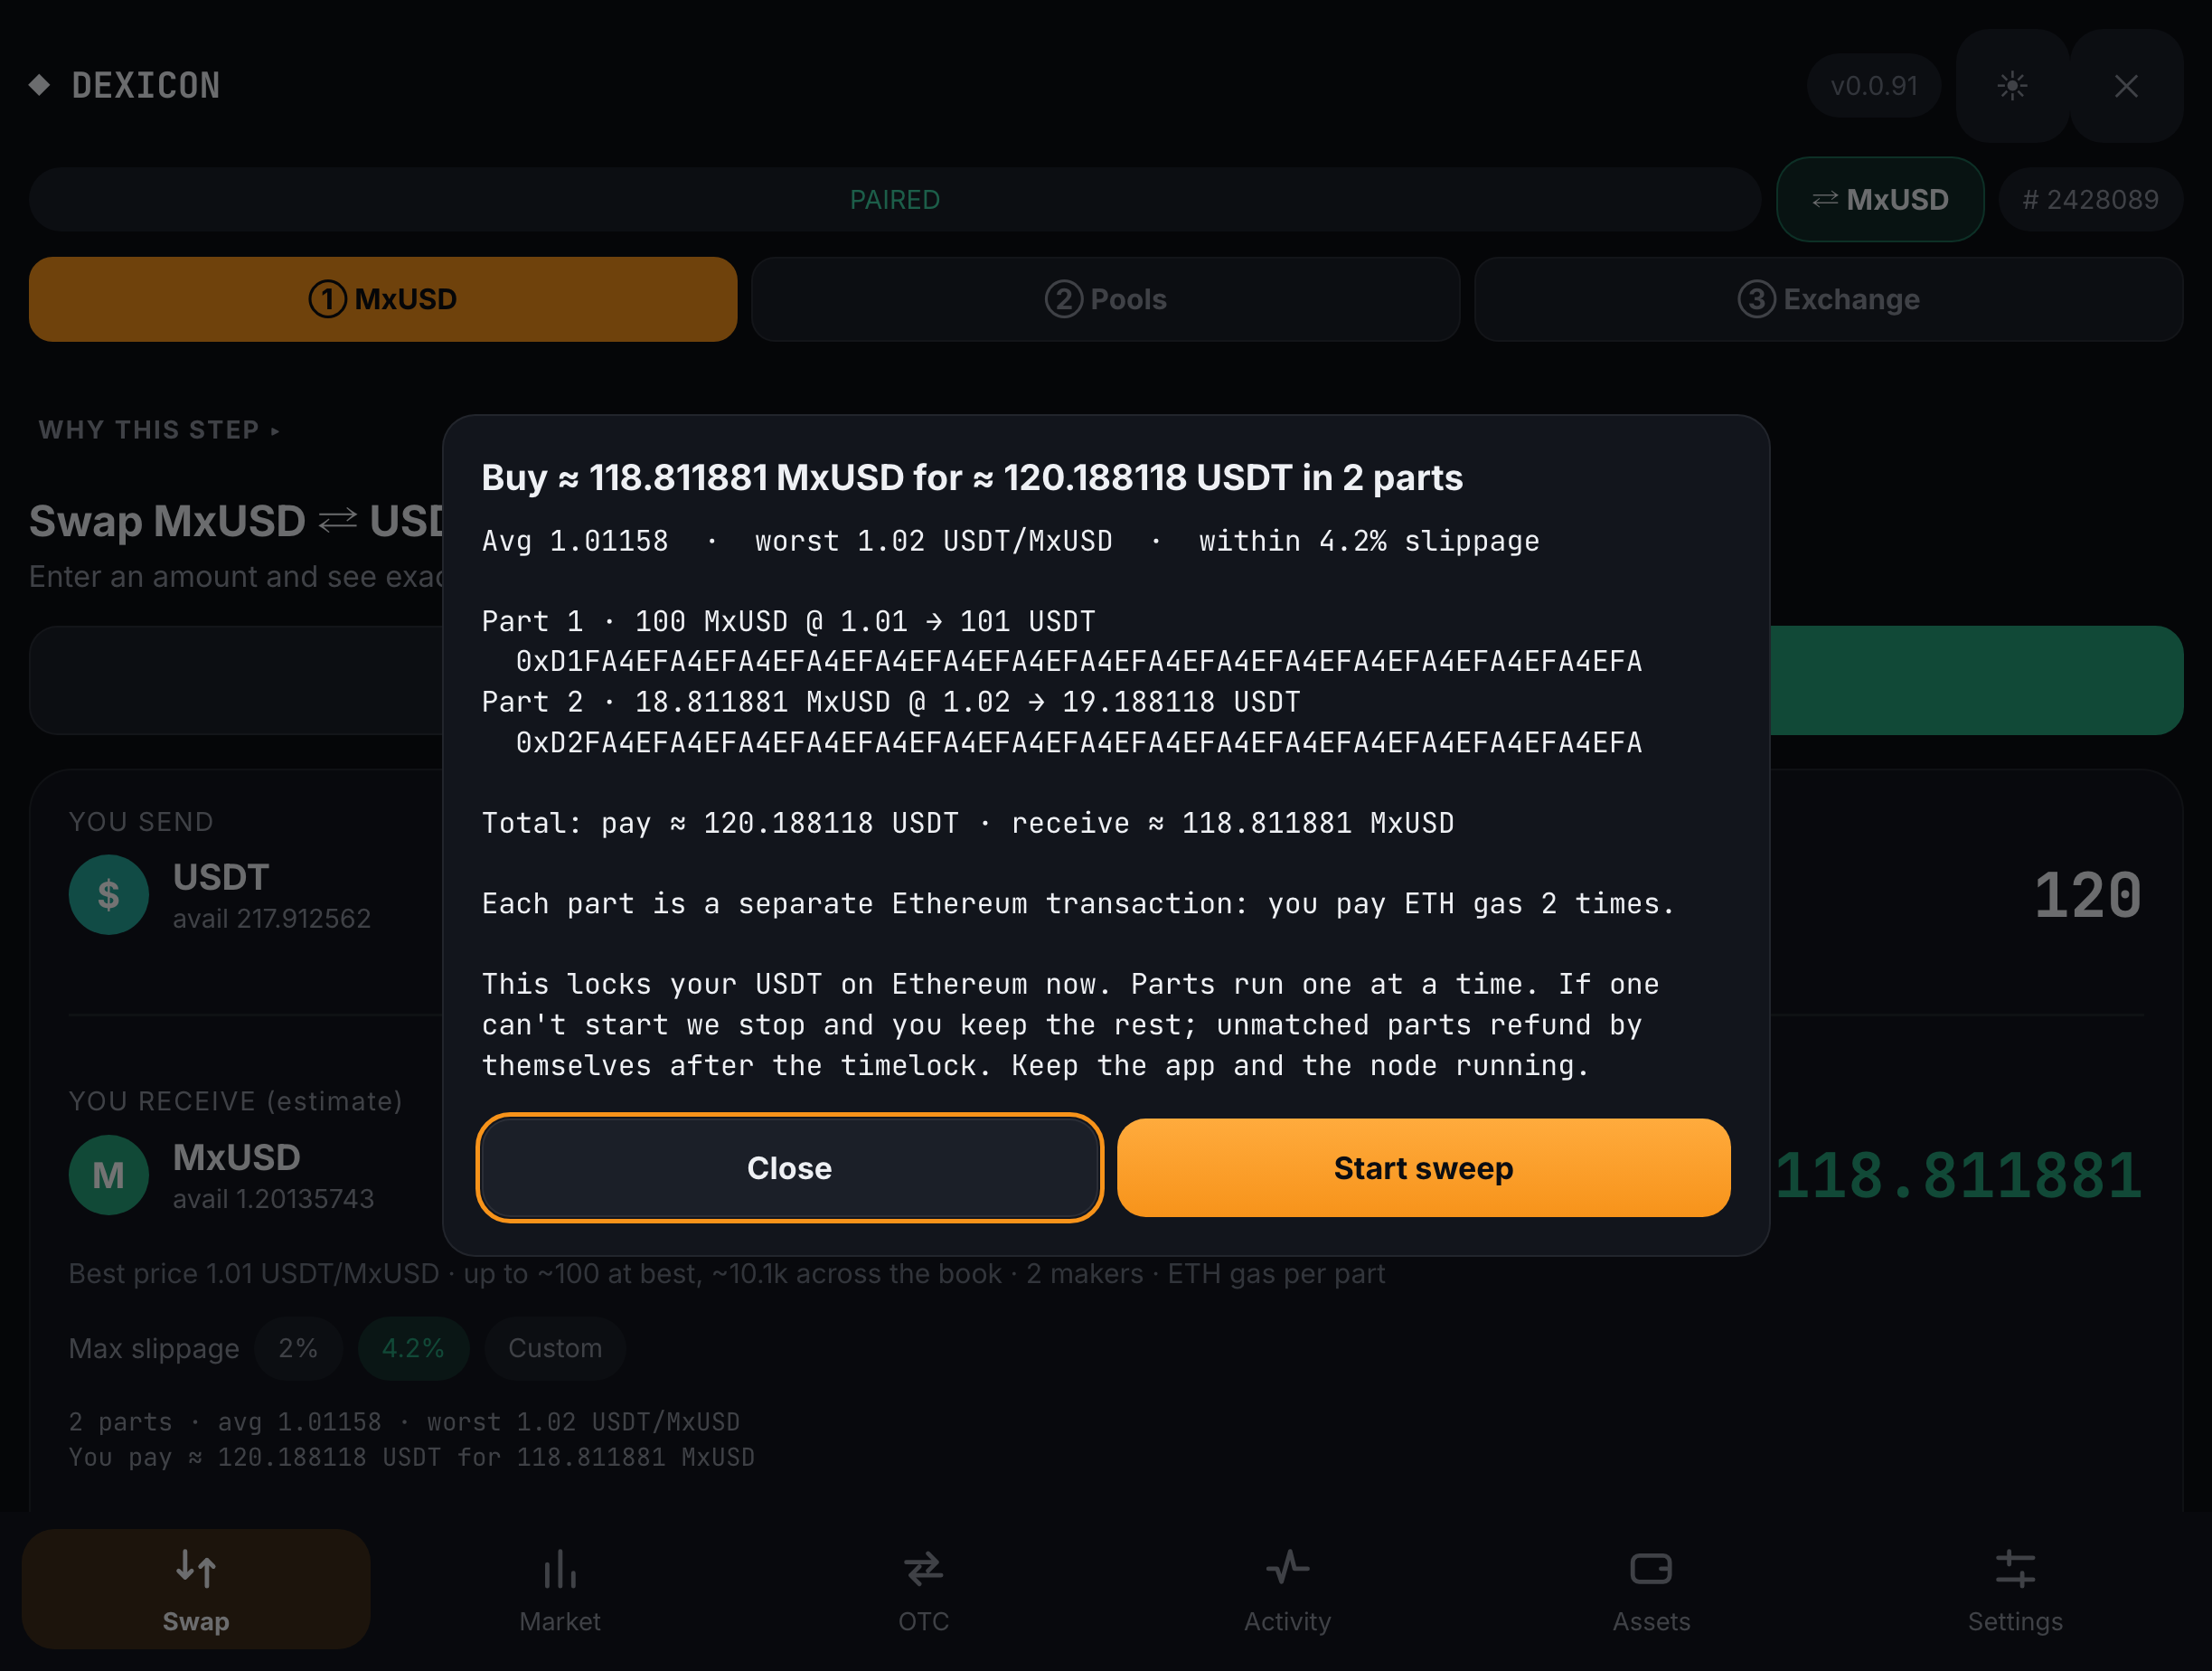 ◆ DEXICON
v0.0.91
PAIRED
⇄ MxUSD
# 2428089
① MxUSD
② Pools
③ Exchange
WHY THIS STEP ▸
Swap MxUSD ⇄
Enter an amount and see
Buy ≈ 118.811881 MxUSD for ≈ 120.188118 USDT in 2 parts
Avg 1.01158 · worst 1.02 USDT/MxUSD · within 4.2% slippage
Part 1 · 100 MxUSD @ 1.01 → 101 USDT
0xD1FA4EFA4EFA4EFA4EFA4EFA4EFA4EFA4EFA4EFA4EFA4EFA4EFA4EFA4EFA4EFA
Part 2 · 18.811881 MxUSD @ 1.02 → 19.188118 USDT
0xD2FA4EFA4EFA4EFA4EFA4EFA4EFA4EFA4EFA4EFA4EFA4EFA4EFA4EFA4EFA4EFA
Total: pay ≈ 120.188118 USDT · receive ≈ 118.811881 MxUSD
Each part is a separate Ethereum transaction: you pay ETH gas 2 times.
This locks your USDT on Ethereum now. Parts run one at a time. If one
can't start we stop and you keep the rest; unmatched parts refund by
themselves after the timelock. Keep the app and the node running.
Close
Start sweep
YOU SEND
$
USDT
avail 217.912562
120
YOU RECEIVE (estimate)
M
MxUSD
avail 1.20135743
118.811881
Best price 1.01 USDT/MxUSD · up to ~100 at best, ~10.1k across the book · 2 makers · ETH gas per part
Max slippage
2%
4.2%
Custom
2 parts · avg 1.01158 · worst 1.02 USDT/MxUSD
You pay ≈ 120.188118 USDT for 118.811881 MxUSD
Swap
Market
OTC
Activity
Assets
Settings